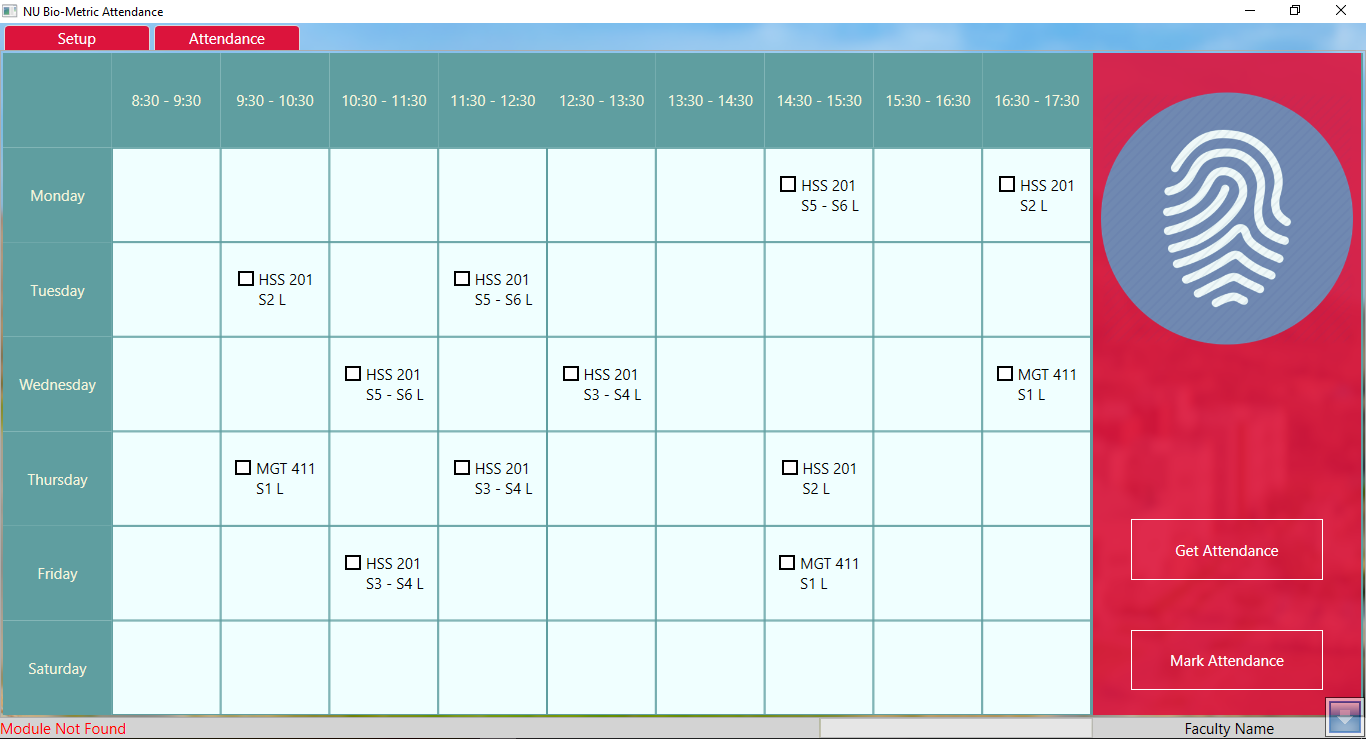 NU Bio-Metric Attendance
Setup
Attendance
8:30 - 9:30
9:30 - 10:30
10:30 - 11:30
11:30 - 12:30
12:30 - 13:30
13:30 - 14:30
14:30 - 15:30
15:30 - 16:30
16:30 - 17:30
Monday
HSS 201
S5 - S6 L
HSS 201
S2 L
Tuesday
HSS 201
S2 L
HSS 201
S5 - S6 L
Wednesday
HSS 201
S5 - S6 L
HSS 201
S3 - S4 L
MGT 411
S1 L
Thursday
MGT 411
S1 L
HSS 201
S3 - S4 L
HSS 201
S2 L
Friday
HSS 201
S3 - S4 L
MGT 411
S1 L
Saturday
Get Attendance
Mark Attendance
Module Not Found
Faculty Name